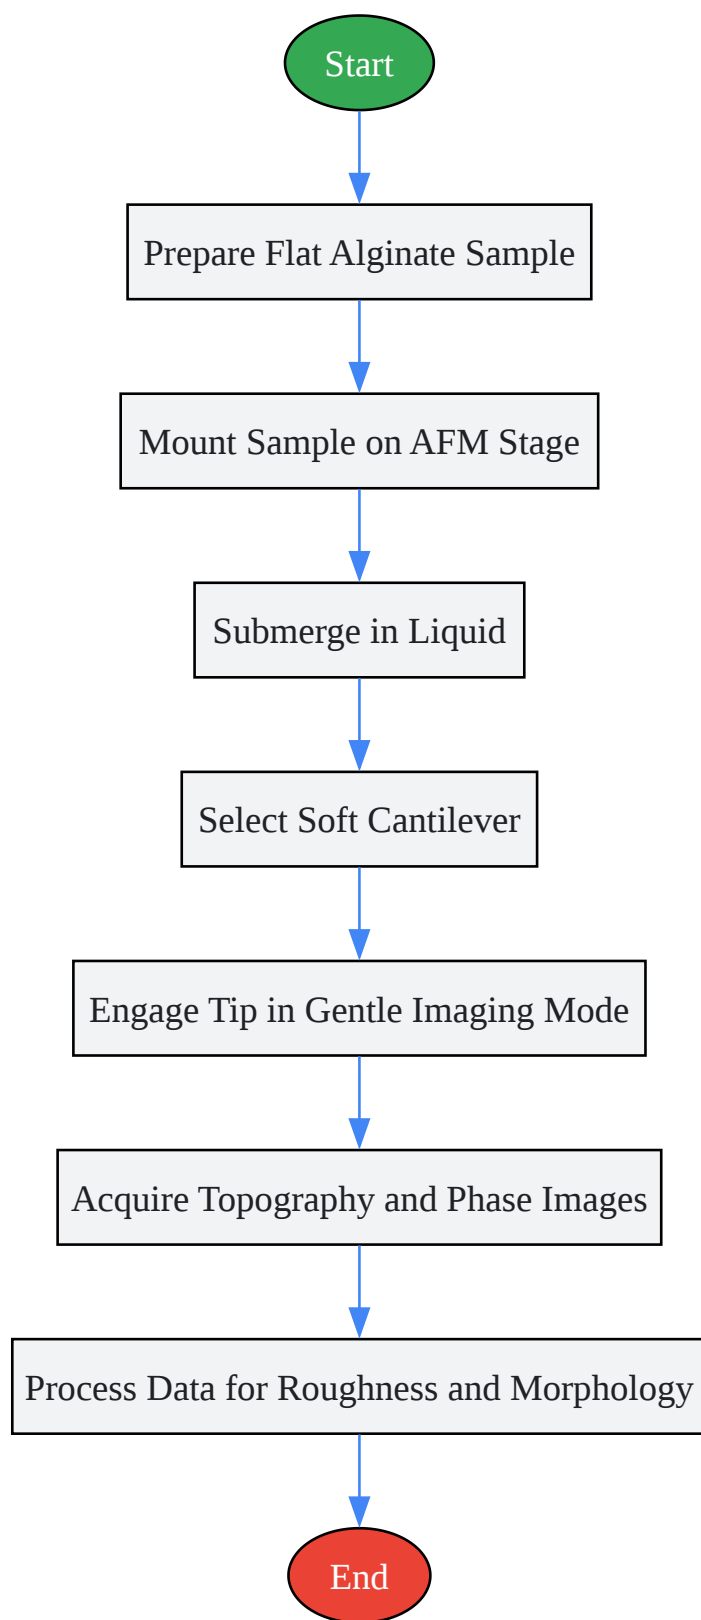 Start
Prepare Flat Alginate Sample
Mount Sample on AFM Stage
Submerge in Liquid
Select Soft Cantilever
Engage Tip in Gentle Imaging Mode
Acquire Topography and Phase Images
Process Data for Roughness and Morphology
End